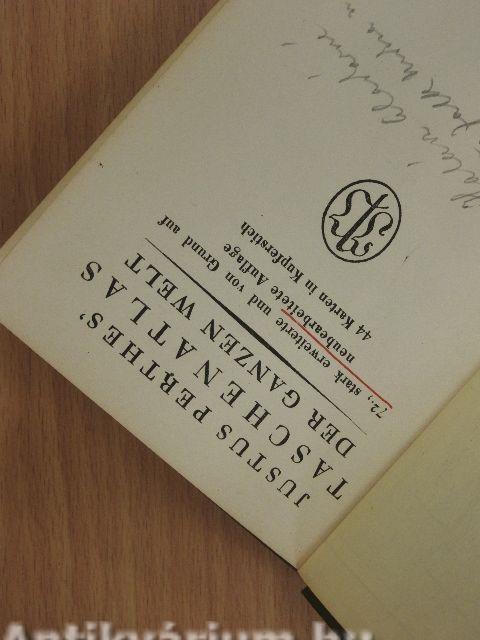 JUSTUS PERTHES'
TASCHENATLAS
DER GANZEN WELT
72., stark erweiterte und von Grund auf
neubearbeitete Auflage
44 Karten in Kupferstich
Antikvárium.hu